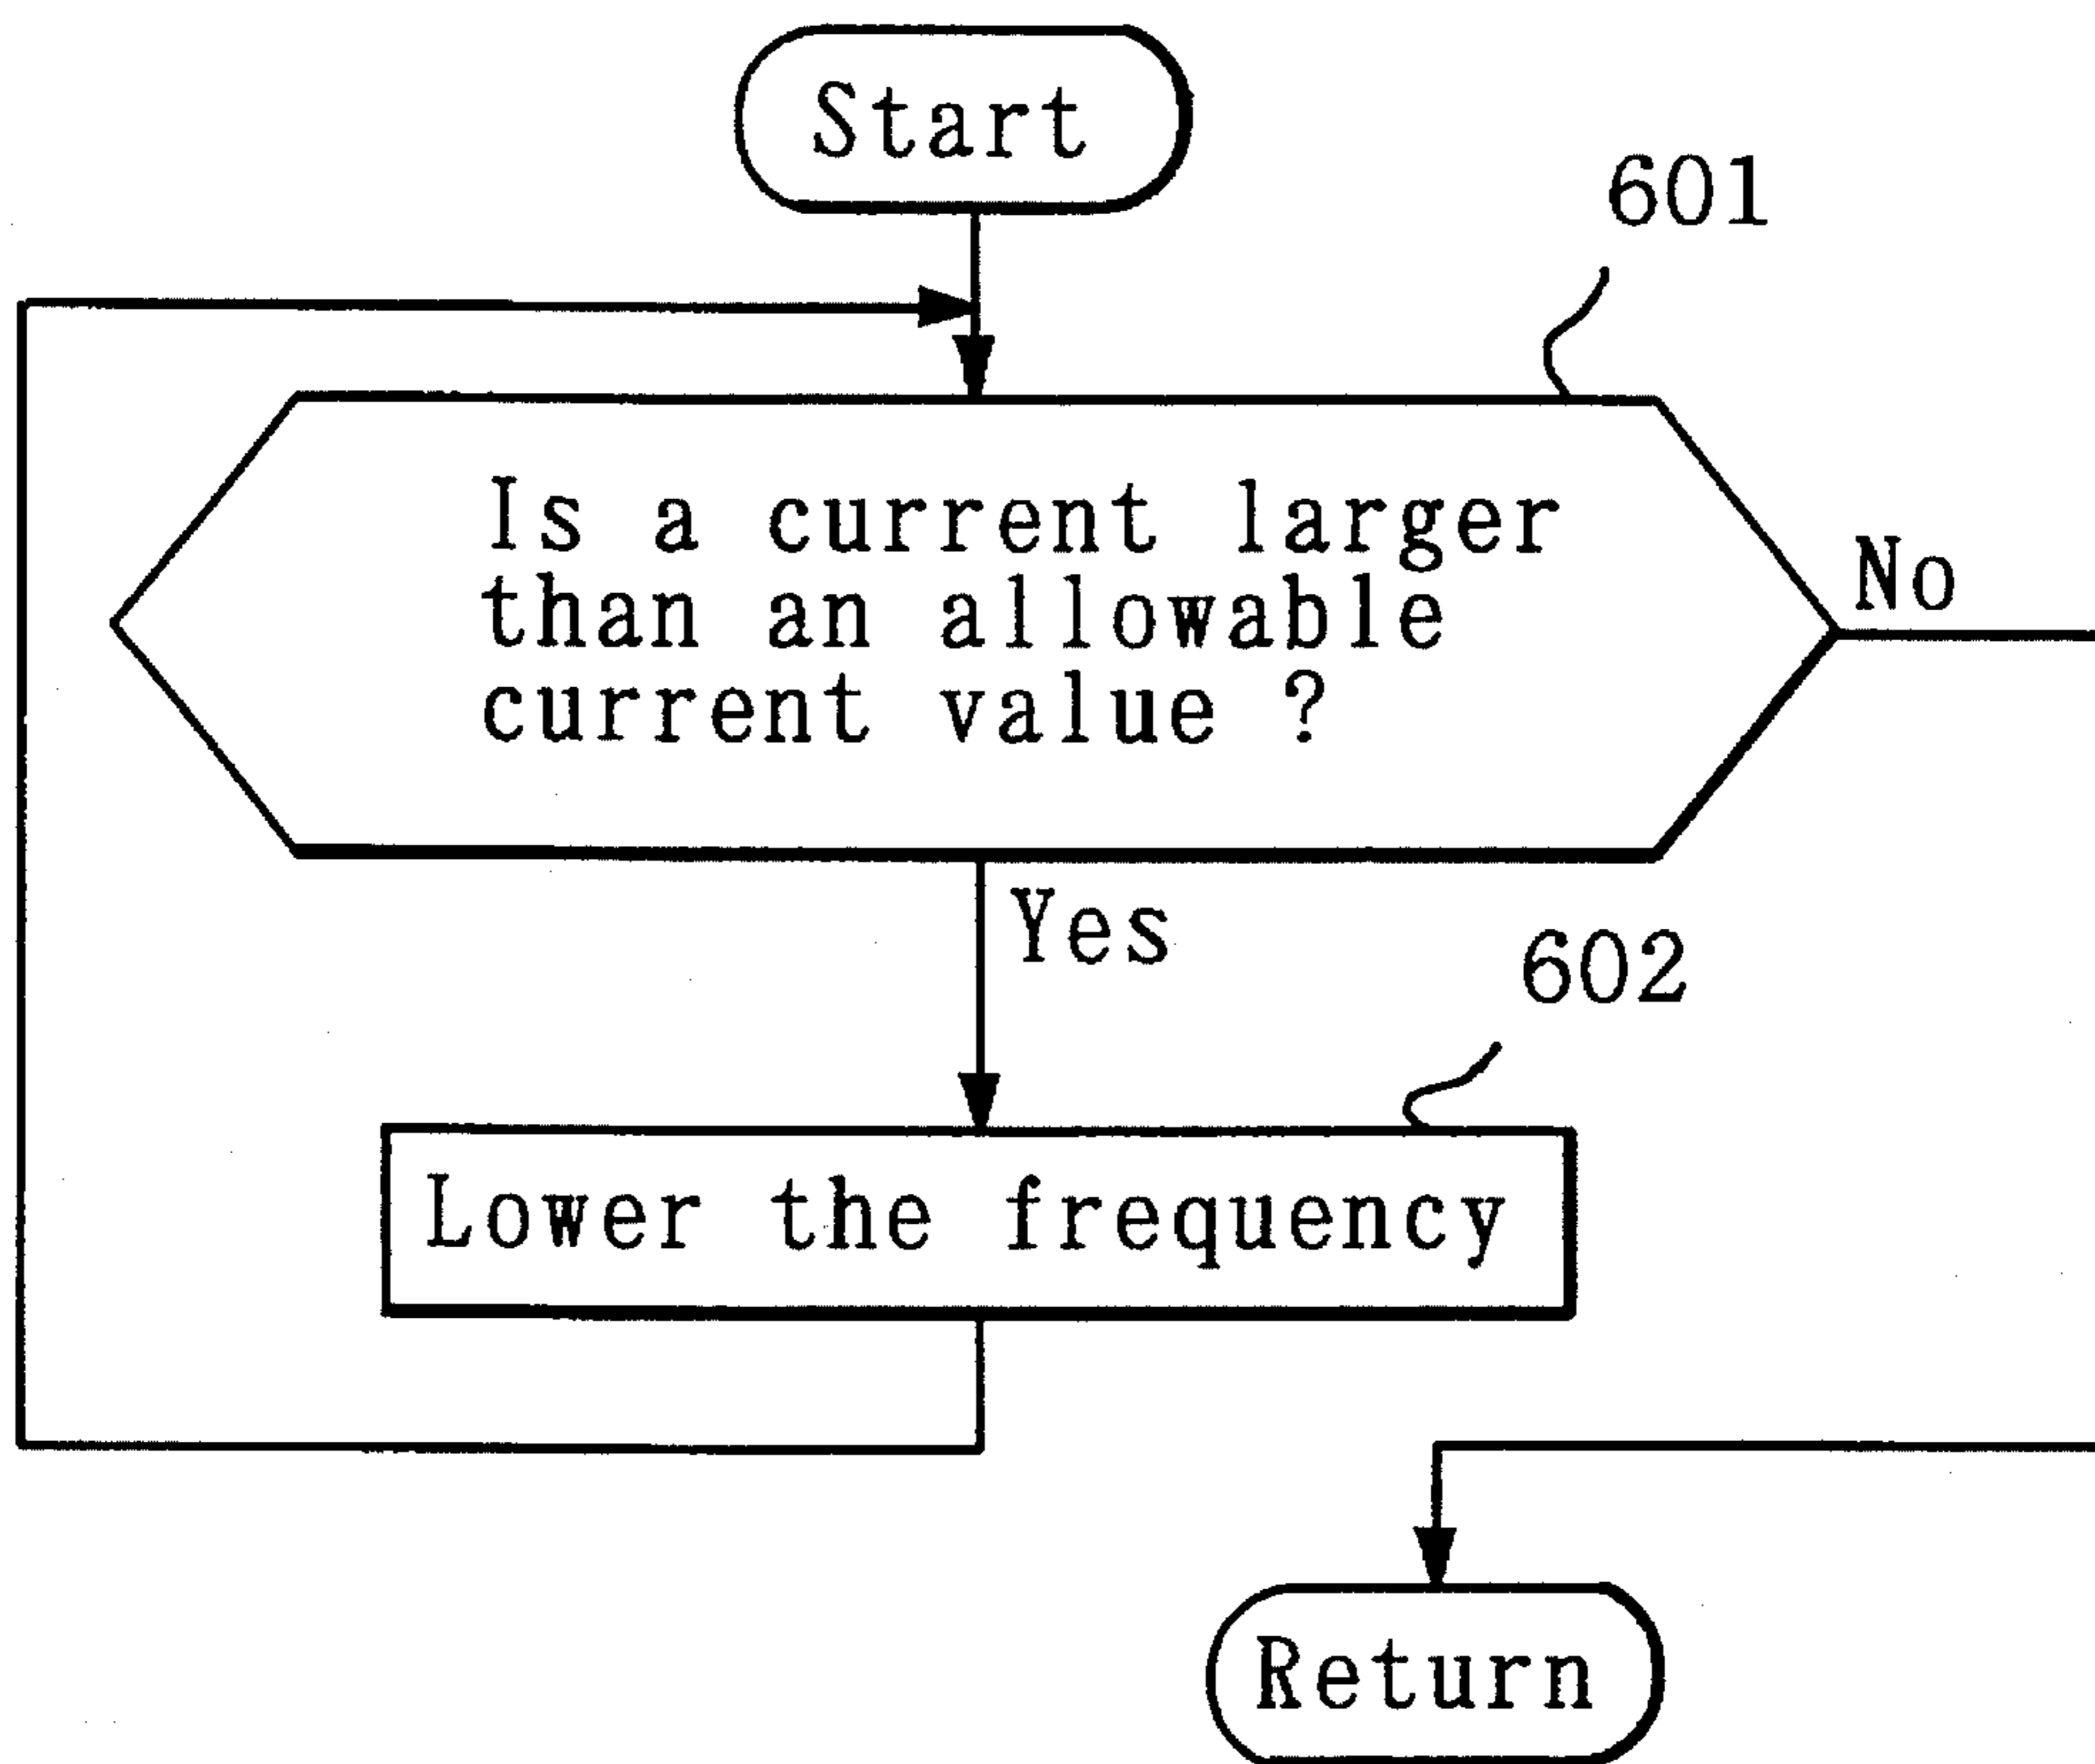 Start
601
Is a current larger
than an allowable
current value ?
No
Yes
602
Lower the frequency
Return